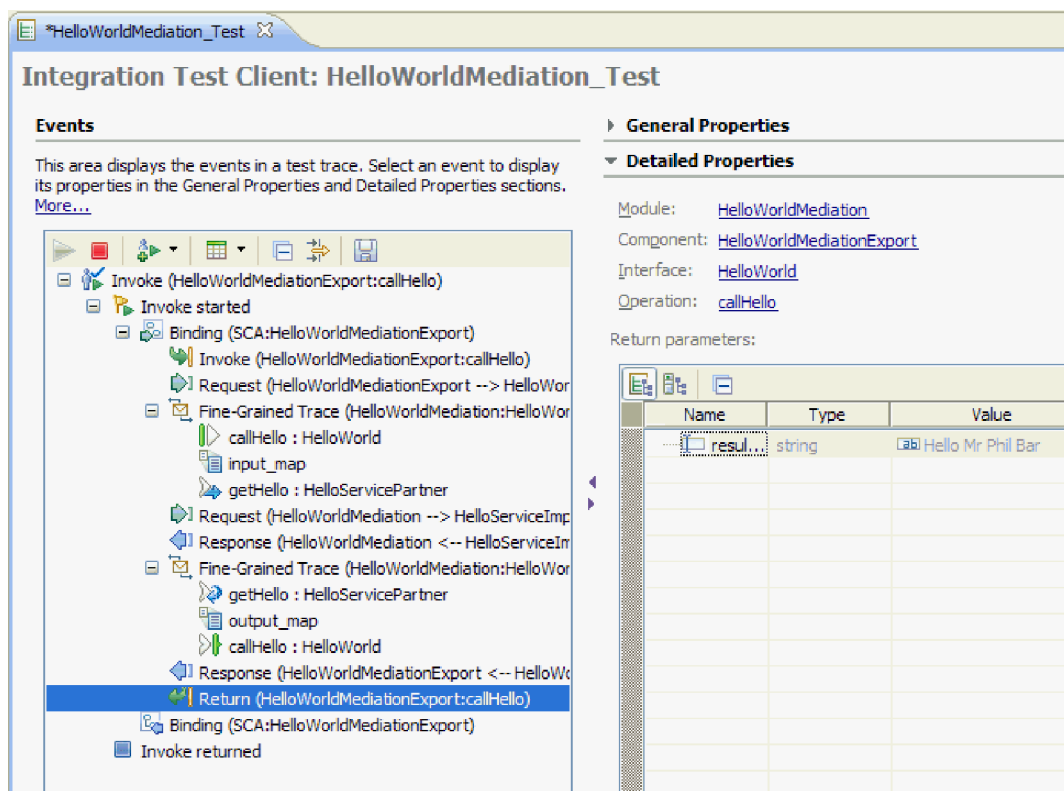 *HelloWorldMediation_Test
Integration Test Client: HelloWorldMediation_Test
Events
This area displays the events in a test trace. Select an event to display
its properties in the General Properties and Detailed Properties sections.
More...
Invoke (HelloWorldMediationExport:callHello)
Invoke started
Binding (SCA:HelloWorldMediationExport)
Invoke (HelloWorldMediationExport:callHello)
Request (HelloWorldMediationExport --> HelloWor
Fine-Grained Trace (HelloWorldMediation:HelloWor
callHello : HelloWorld
input_map
getHello : HelloServicePartner
Request (HelloWorldMediation --> HelloServiceImp
Response (HelloWorldMediation <-- HelloServiceIm
Fine-Grained Trace (HelloWorldMediation:HelloWor
getHello : HelloServicePartner
output_map
callHello : HelloWorld
Response (HelloWorldMediationExport <-- HelloWo
Return (HelloWorldMediationExport:callHello)
Binding (SCA:HelloWorldMediationExport)
Invoke returned
General Properties
Detailed Properties
Module: HelloWorldMediation
Component: HelloWorldMediationExport
Interface: HelloWorld
Operation: callHello
Return parameters:
Name Type Value
resul... string ab Hello Mr Phil Bar